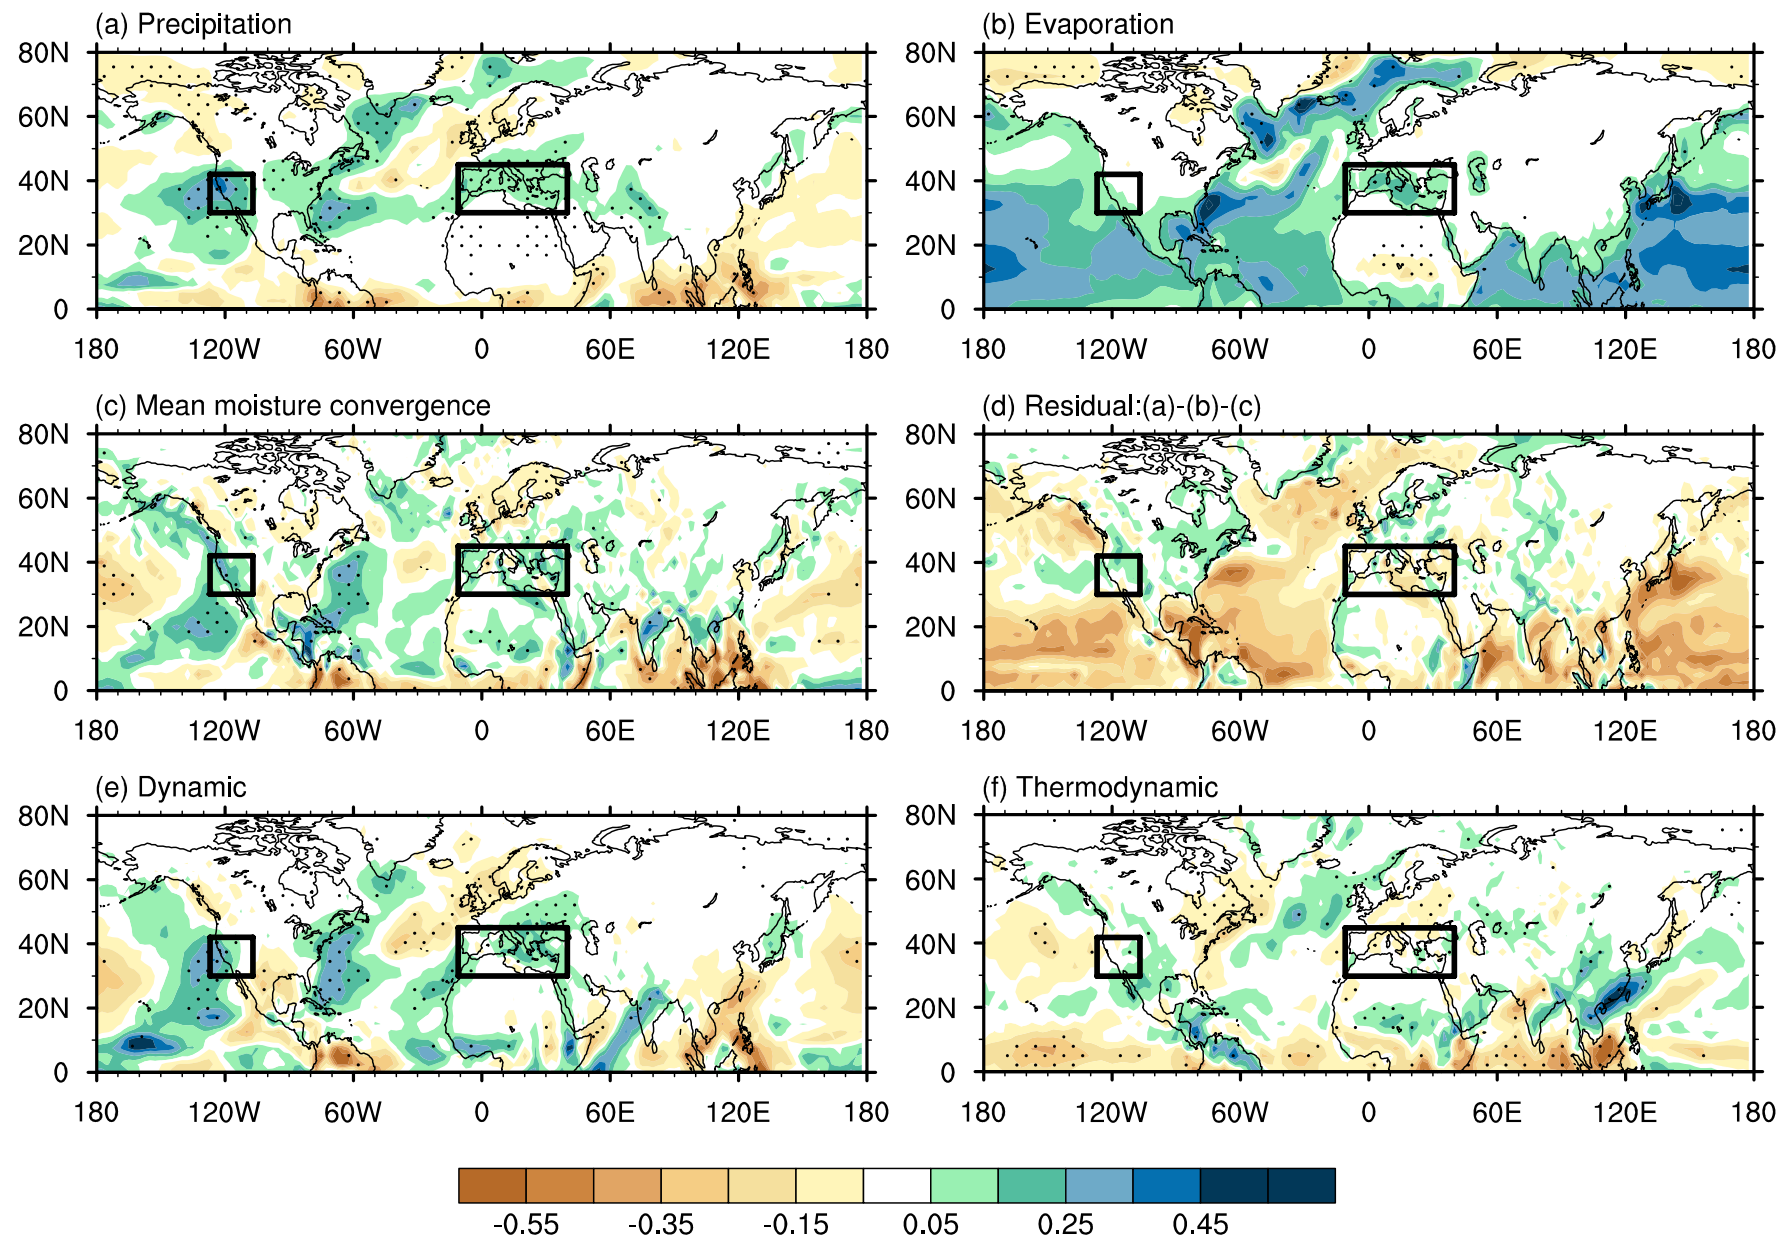 (a) Precipitation
(b) Evaporation
80N
60N
40N
20N
0
180 120W 60W 0 60E 120E 180
80N
60N
40N
20N
0
180 120W 60W 0 60E 120E 180
(c) Mean moisture convergence
(d) Residual:(a)-(b)-(c)
80N
60N
40N
20N
0
180 120W 60W 0 60E 120E 180
80N
60N
40N
20N
0
180 120W 60W 0 60E 120E 180
(e) Dynamic
(f) Thermodynamic
80N
60N
40N
20N
0
180 120W 60W 0 60E 120E 180
80N
60N
40N
20N
0
180 120W 60W 0 60E 120E 180
-0.55 -0.35 -0.15 0.05 0.25 0.45